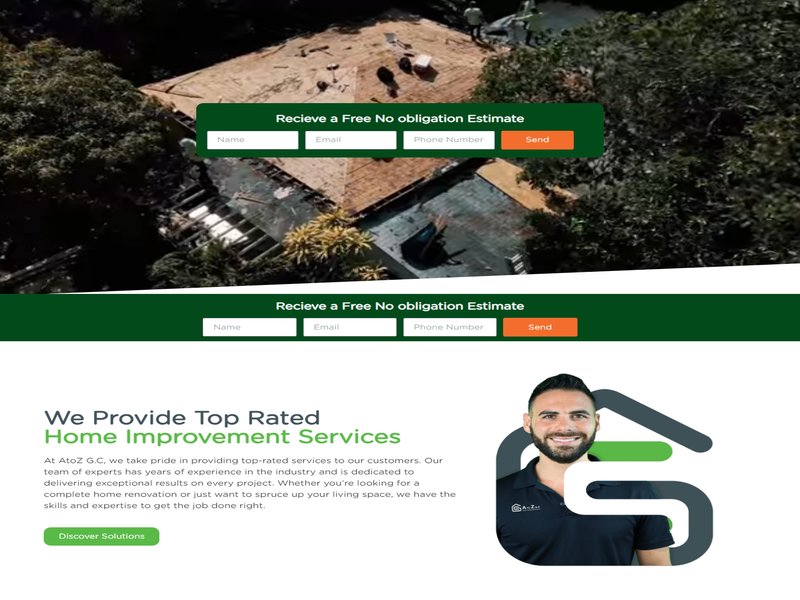 Recieve a Free No obligation Estimate
Name Email Phone Number Send
Recieve a Free No obligation Estimate
Name Email Phone Number Send
We Provide Top Rated
Home Improvement Services
At AtoZ G.C, we take pride in providing top-rated services to our customers. Our
team of experts has years of experience in the industry and is dedicated to
delivering exceptional results on every project. Whether you're looking for a
complete home renovation or just want to spruce up your living space, we have the
skills and expertise to get the job done right.
Discover Solutions